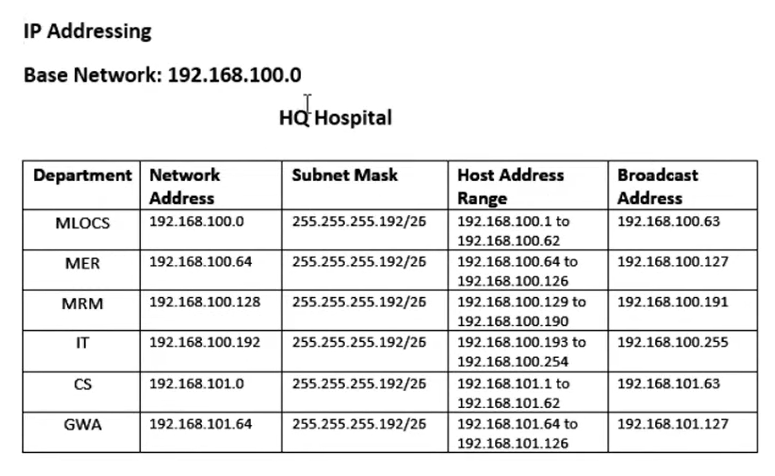 IP Addressing
Base Network: 192.168.100.0
HQ Hospital
Department Network Address Subnet Mask Host Address Range Broadcast Address
MLOCS 192.168.100.0 255.255.255.192/26 192.168.100.1 to 192.168.100.62 192.168.100.63
MER 192.168.100.64 255.255.255.192/26 192.168.100.64 to 192.168.100.126 192.168.100.127
MRM 192.168.100.128 255.255.255.192/26 192.168.100.129 to 192.168.100.190 192.168.100.191
IT 192.168.100.192 255.255.255.192/26 192.168.100.193 to 192.168.100.254 192.168.100.255
CS 192.168.101.0 255.255.255.192/26 192.168.101.1 to 192.168.101.62 192.168.101.63
GWA 192.168.101.64 255.255.255.192/26 192.168.101.64 to 192.168.101.126 192.168.101.127